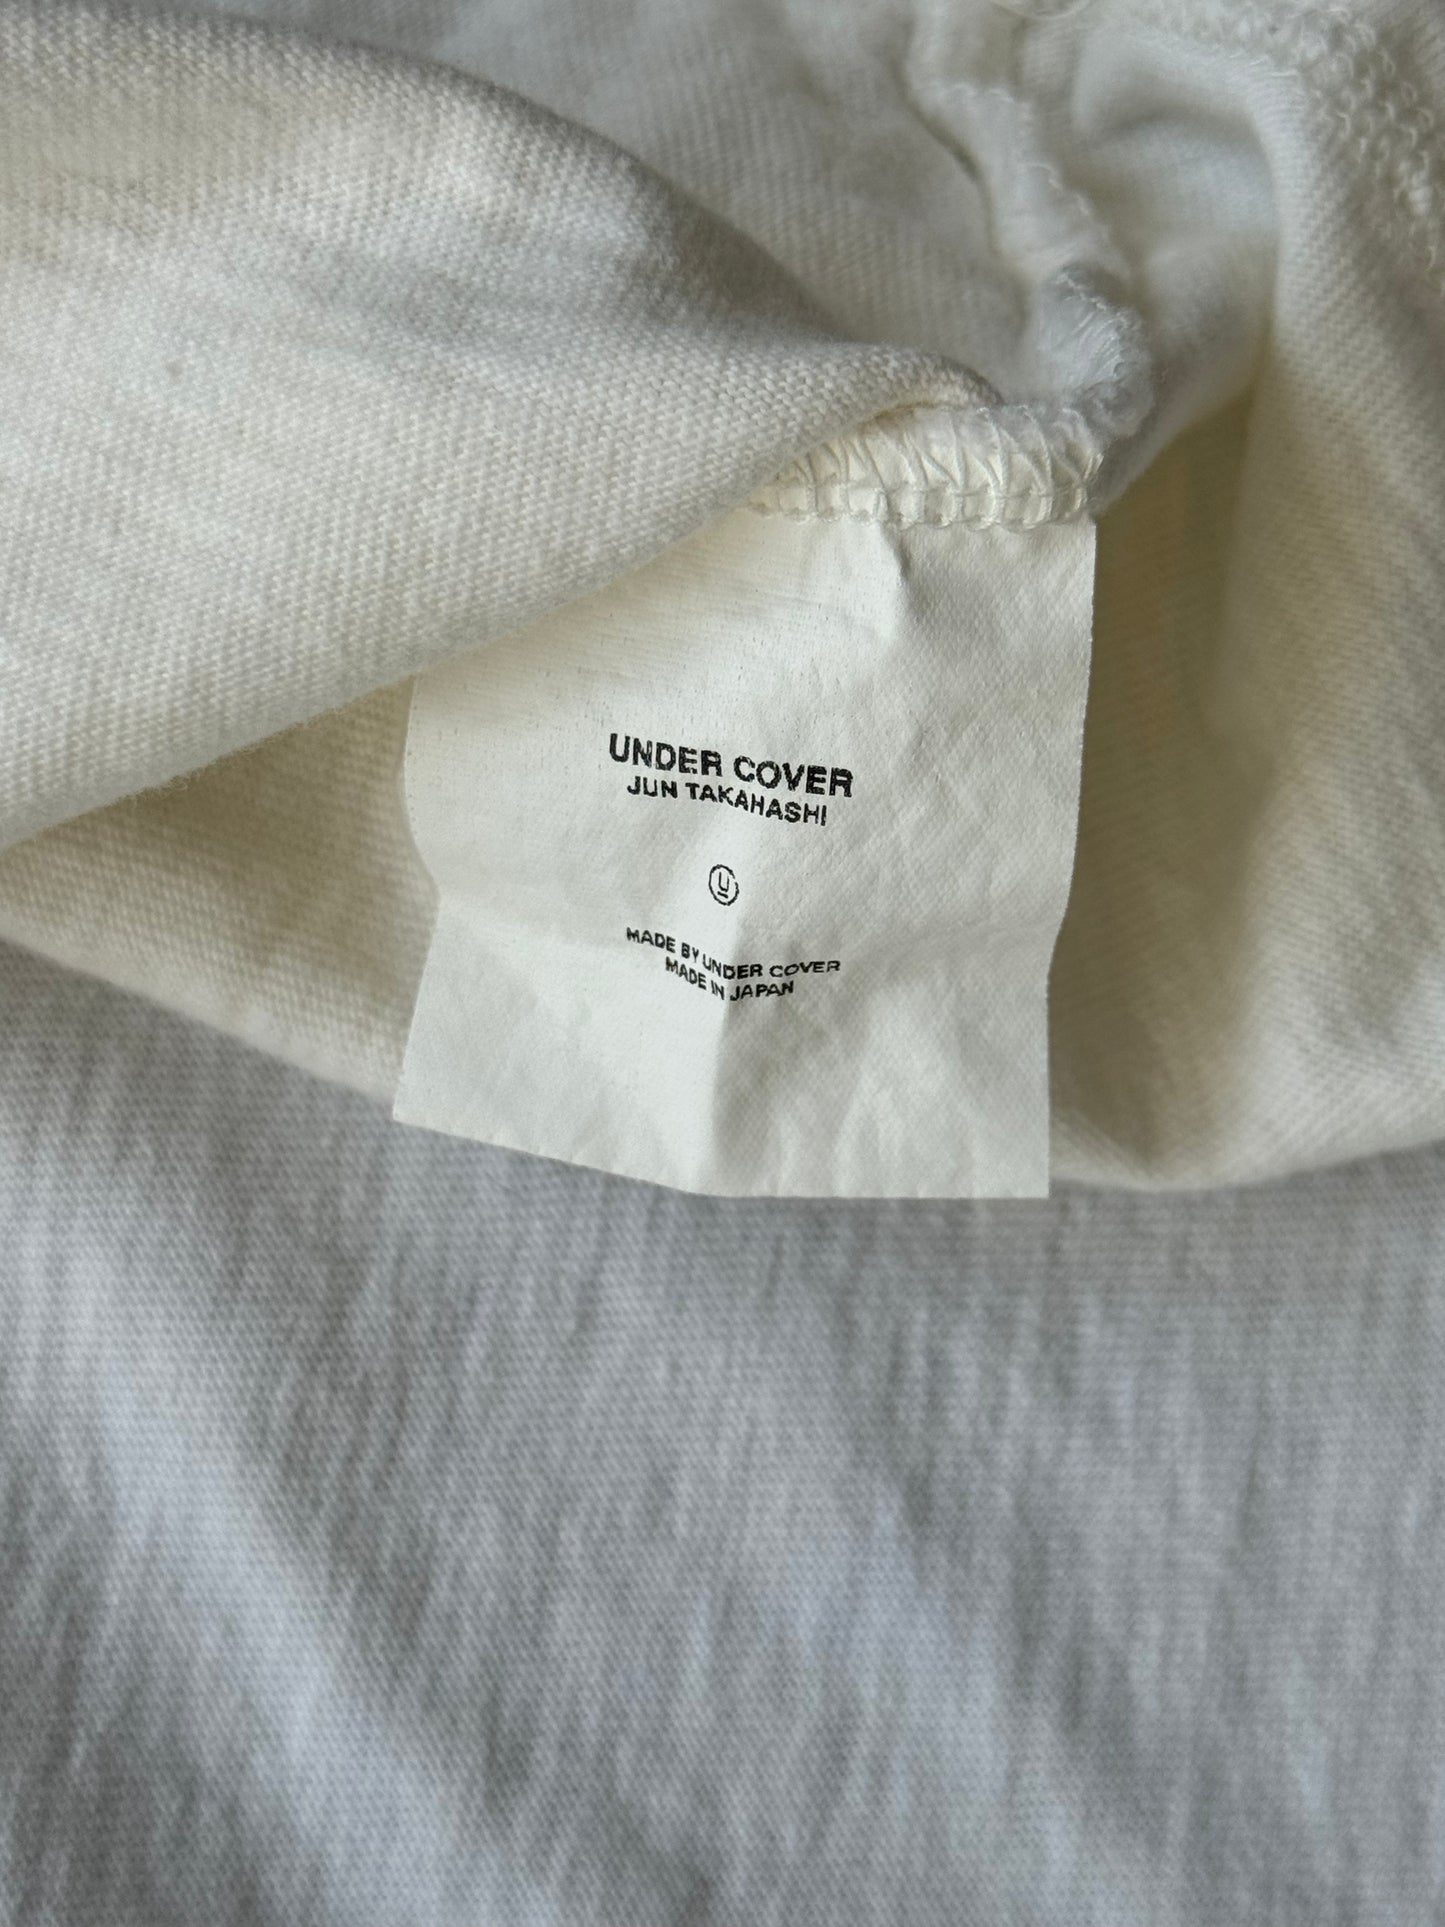 UNDER COVER
JUN TAKAHASHI
U
MADE BY UNDER COVER
MADE IN JAPAN